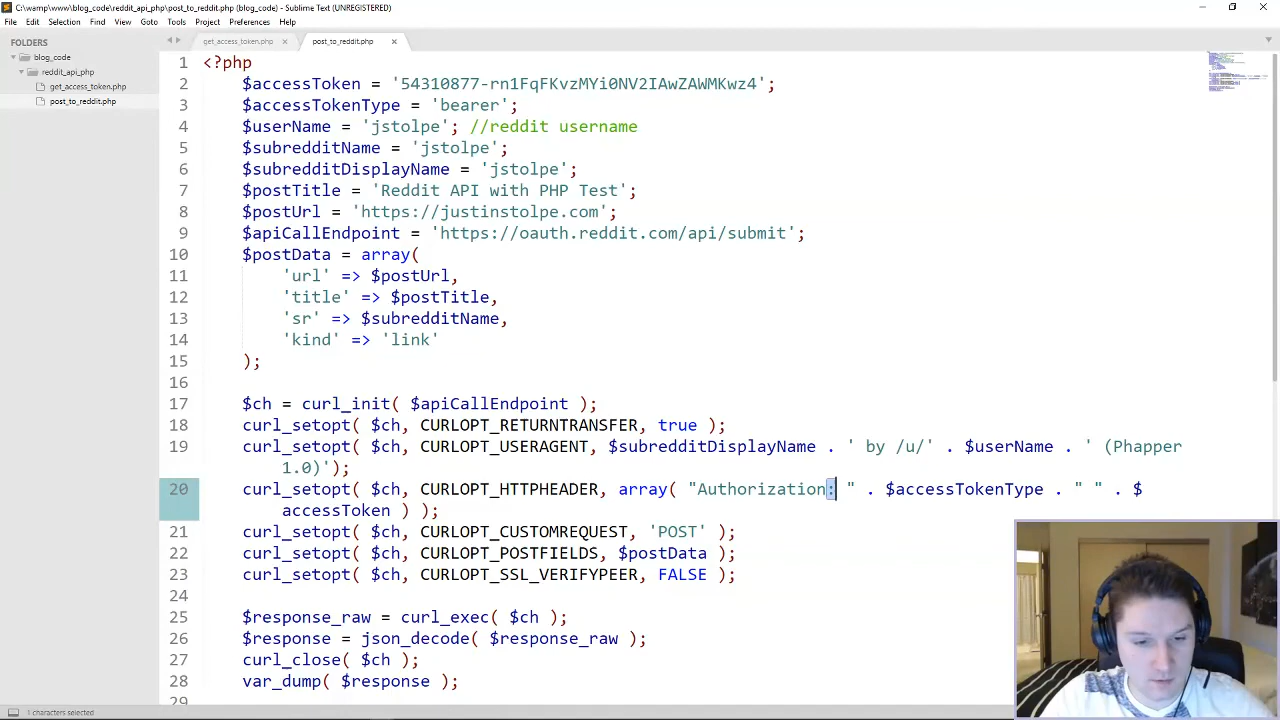 C:\wamp\www\blog_code\reddit_api_php\post_to_reddit.php (blog_code) - Sublime Text (UNREGISTERED)
File Edit Selection Find View Goto Tools Project Preferences Help
FOLDERS
blog_code
reddit_api_php
get_access_token.php
post_to_reddit.php
get_access_token.php
post_to_reddit.php
1 <?php
2 $accessToken = '54310877-rn1FqFKvzMYi0NV2IAwZAWMKwz4';
3 $accessTokenType = 'bearer';
4 $userName = 'jstolpe'; //reddit username
5 $subredditName = 'jstolpe';
6 $subredditDisplayName = 'jstolpe';
7 $postTitle = 'Reddit API with PHP Test';
8 $postUrl = 'https://justinstolpe.com';
9 $apiCallEndpoint = 'https://oauth.reddit.com/api/submit';
10 $postData = array(
11 'url' => $postUrl,
12 'title' => $postTitle,
13 'sr' => $subredditName,
14 'kind' => 'link'
15 );
16
17 $ch = curl_init( $apiCallEndpoint );
18 curl_setopt( $ch, CURLOPT_RETURNTRANSFER, true );
19 curl_setopt( $ch, CURLOPT_USERAGENT, $subredditDisplayName . ' by /u/' . $userName . ' (Phapper
1.0)');
20 curl_setopt( $ch, CURLOPT_HTTPHEADER, array( "Authorization: " . $accessTokenType . " " . $
accessToken ) );
21 curl_setopt( $ch, CURLOPT_CUSTOMREQUEST, 'POST' );
22 curl_setopt( $ch, CURLOPT_POSTFIELDS, $postData );
23 curl_setopt( $ch, CURLOPT_SSL_VERIFYPEER, FALSE );
24
25 $response_raw = curl_exec( $ch );
26 $response = json_decode( $response_raw );
27 curl_close( $ch );
28 var_dump( $response );
29
1 characters selected